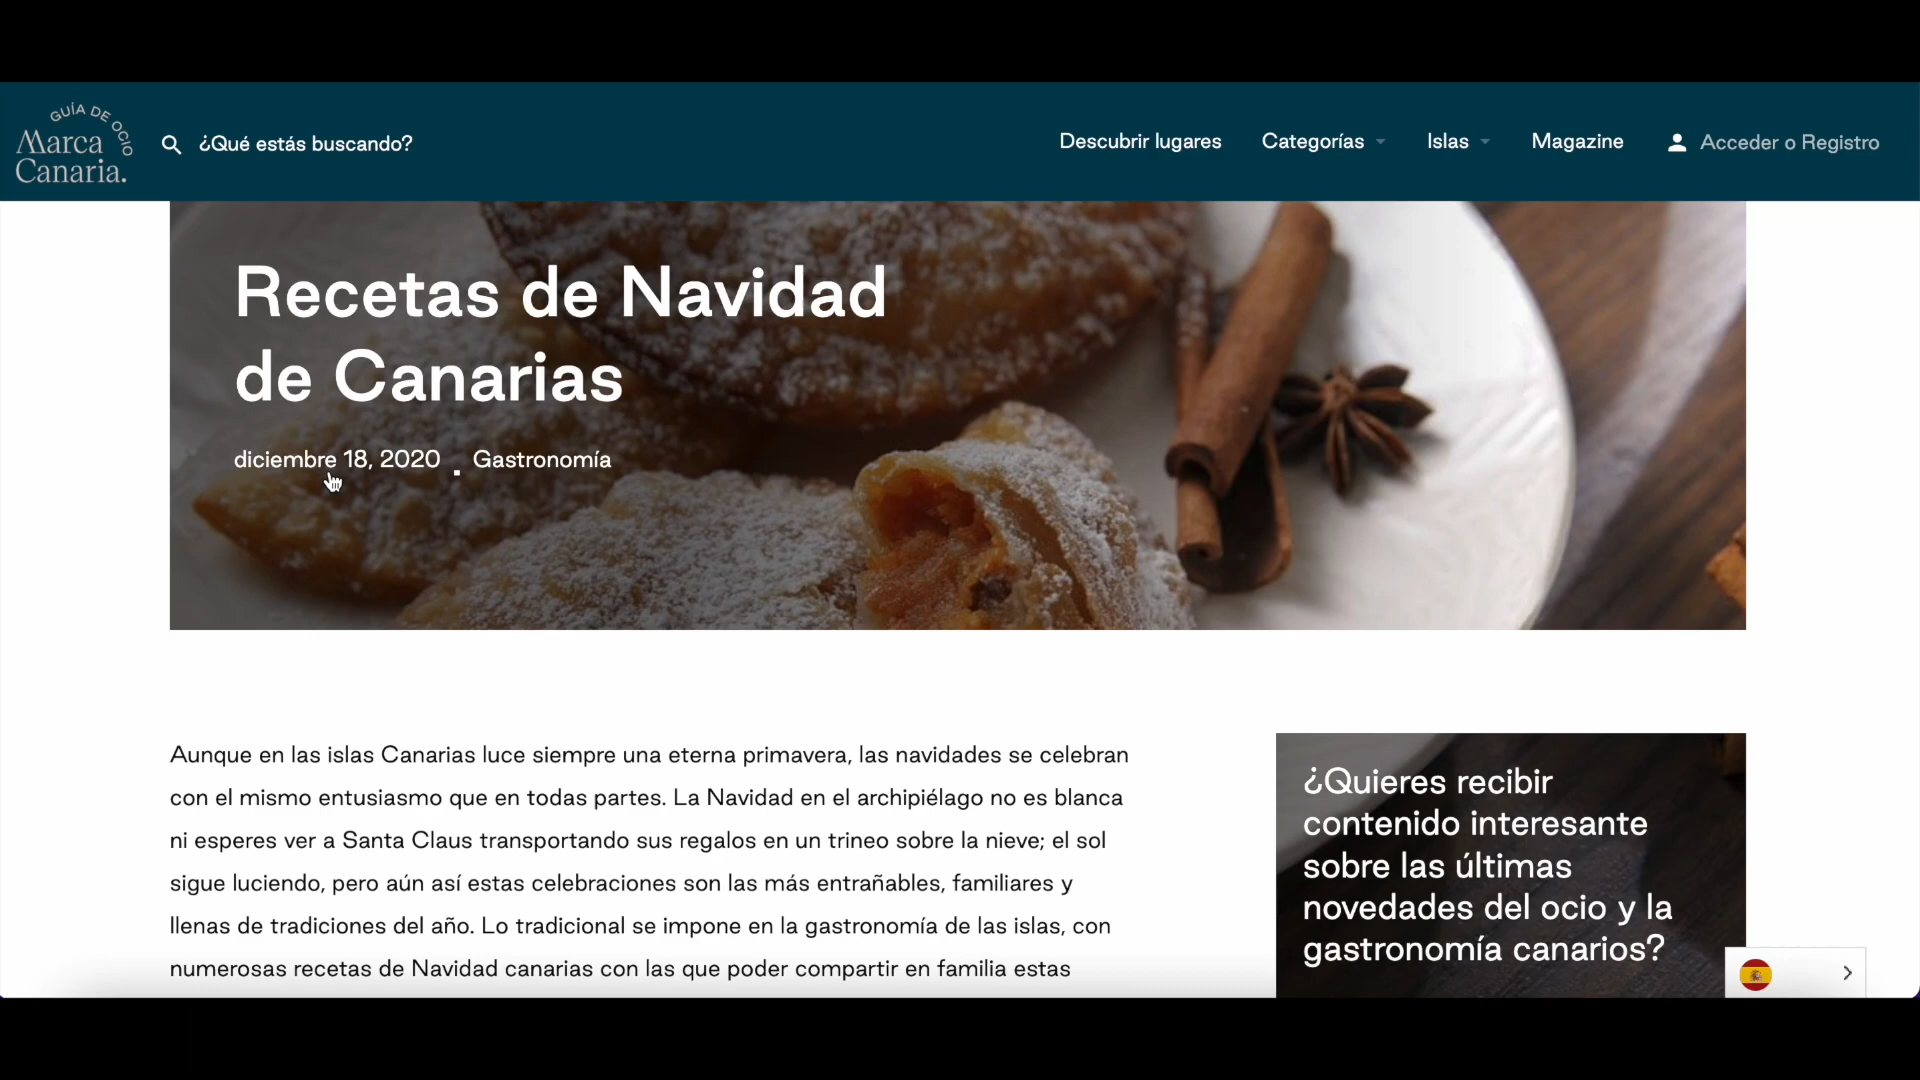 GUÍA DE OCIO
Marca
Canaria.
¿Qué estás buscando?
Descubrir lugares
Categorías
Islas
Magazine
Acceder o Registro
Recetas de Navidad
de Canarias
diciembre 18, 2020 . Gastronomía
Aunque en las islas Canarias luce siempre una eterna primavera, las navidades se celebran
con el mismo entusiasmo que en todas partes. La Navidad en el archipiélago no es blanca
ni esperes ver a Santa Claus transportando sus regalos en un trineo sobre la nieve; el sol
sigue luciendo, pero aún así estas celebraciones son las más entrañables, familiares y
llenas de tradiciones del año. Lo tradicional se impone en la gastronomía de las islas, con
numerosas recetas de Navidad canarias con las que poder compartir en familia estas
¿Quieres recibir
contenido interesante
sobre las últimas
novedades del ocio y la
gastronomía canarios?